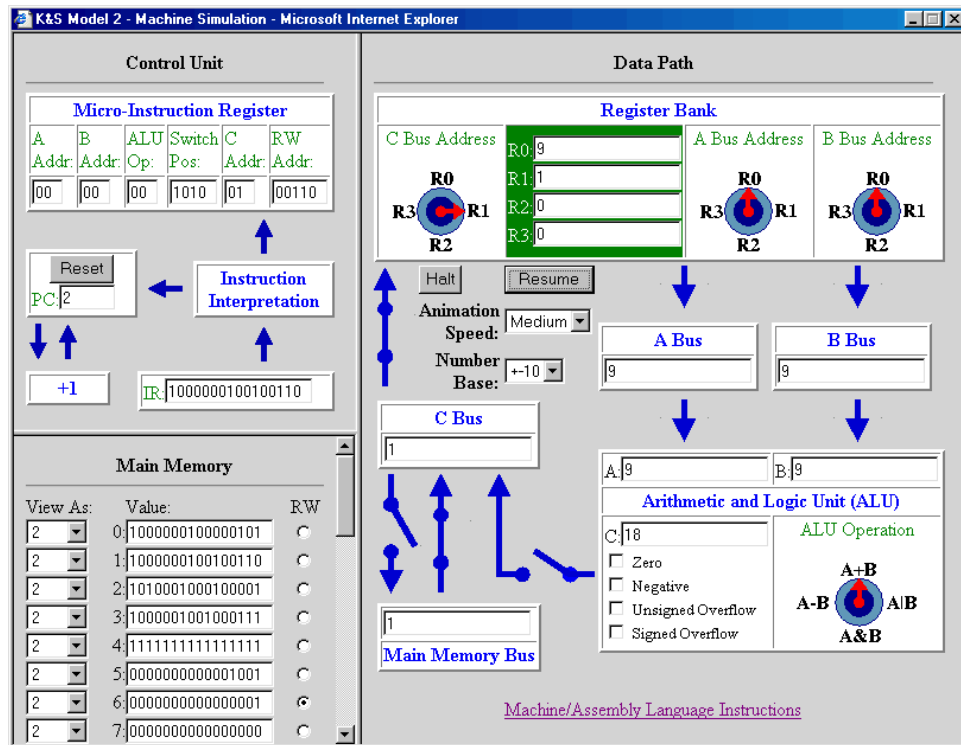 K&S Model 2 - Machine Simulation - Microsoft Internet Explorer
Control Unit
Micro-Instruction Register
A Addr: B Addr: ALU Op: Switch Pos: C Addr: RW Addr:
00 00 00 1010 01 00110
Reset
PC: 2
Instruction
Interpretation
+1
IR: 1000000100100110
Main Memory
View As: Value: RW
2 0: 1000000100000101
2 1: 1000000100100110
2 2: 1010001000100001
2 3: 1000001001000111
2 4: 1111111111111111
2 5: 0000000000001001
2 6: 0000000000000001
2 7: 0000000000000000
Data Path
Register Bank
C Bus Address
R0
R3 R1
R2
R0: 9
R1: 1
R2: 0
R3: 0
A Bus Address
R0
R3 R1
R2
B Bus Address
R0
R3 R1
R2
Halt Resume
Animation
Speed: Medium
Number
Base: +-10
A Bus
9
B Bus
9
C Bus
1
A: 9 B: 9
Arithmetic and Logic Unit (ALU)
C: 18
Zero
Negative
Unsigned Overflow
Signed Overflow
ALU Operation
A+B
A-B A|B
A&B
1
Main Memory Bus
Machine/Assembly Language Instructions